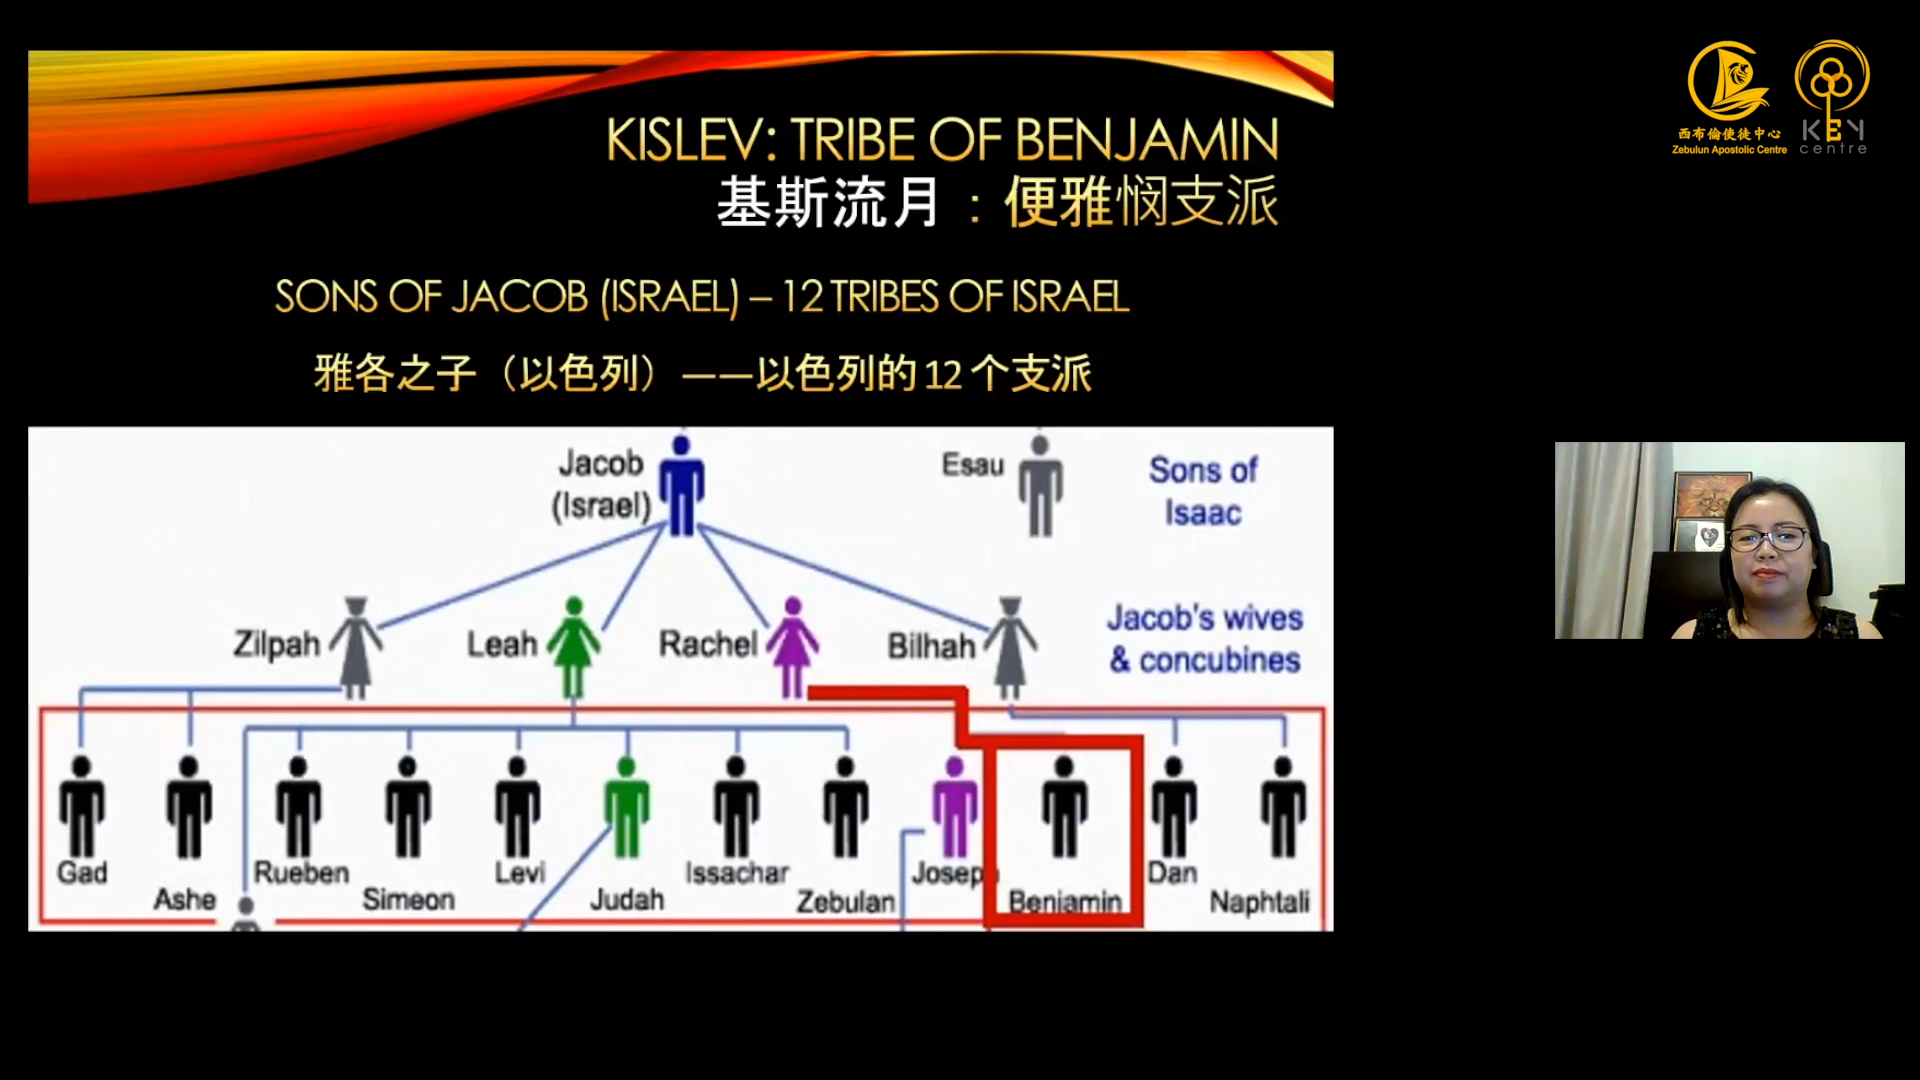 KISLEV: TRIBE OF BENJAMIN
基斯流月：便雅悯支派
SONS OF JACOB (ISRAEL) – 12 TRIBES OF ISRAEL
雅各之子（以色列）——以色列的12个支派
Jacob
(Israel)
Esau
Sons of
Isaac
Zilpah
Leah
Rachel
Bilhah
Jacob's wives
& concubines
Gad
Ashe
Rueben
Simeon
Levi
Judah
Issachar
Zebulan
Joseph
Benjamin
Dan
Naphtali
西布倫使徒中心
Zebulun Apostolic Centre
KEY
centre